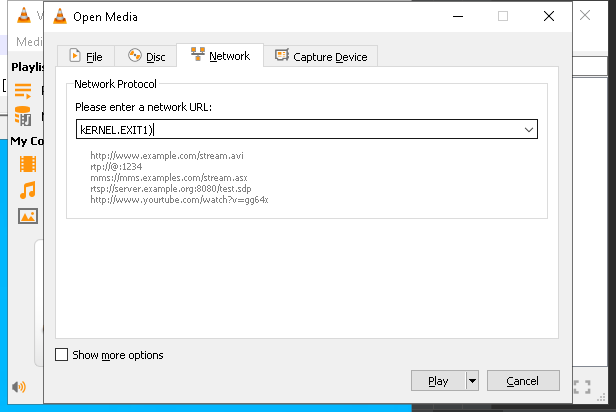 Open Media
V
Medi
Playlis
My Co
File
Disc
Network
Capture Device
Network Protocol
Please enter a network URL:
kERNEL.EXIT1)
http://www.example.com/stream.avi
rtp://@:1234
mms://mms.examples.com/stream.asx
rtsp://server.example.org:8080/test.sdp
http://www.yourtube.com/watch?v=gg64x
Show more options
Play
Cancel